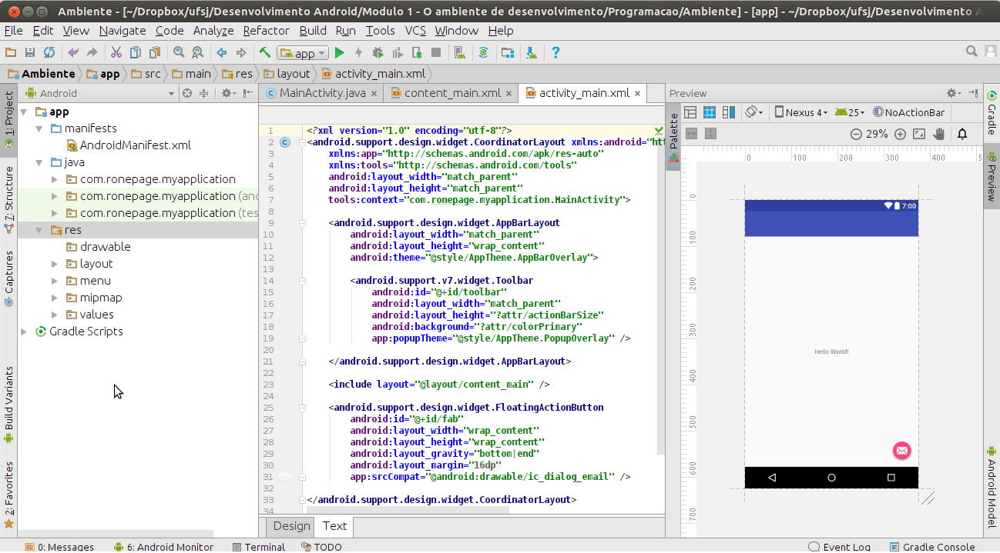 Ambiente - [~/Dropbox/ufsj/Desenvolvimento Android/Modulo 1 - O ambiente de desenvolvimento/Programacao/Ambiente] - [app] - ~/Dropbox/ufsj/Desenvolvimento A
File Edit View Navigate Code Analyze Refactor Build Run Tools VCS Window Help
app
Ambiente app src main res layout activity_main.xml
Android
MainActivity.java × content_main.xml × activity_main.xml ×
Preview
1: Project
Z: Structure
Captures
Build Variants
2: Favorites
app
manifests
AndroidManifest.xml
java
com.ronepage.myapplication
com.ronepage.myapplication (anc
com.ronepage.myapplication (tes
res
drawable
layout
menu
mipmap
values
Gradle Scripts
1 <?xml version="1.0" encoding="utf-8"?>
2 <android.support.design.widget.CoordinatorLayout xmlns:android="htt
3 xmlns:app="http://schemas.android.com/apk/res-auto"
4 xmlns:tools="http://schemas.android.com/tools"
5 android:layout_width="match_parent"
6 android:layout_height="match_parent"
7 tools:context="com.ronepage.myapplication.MainActivity">
8
9 <android.support.design.widget.AppBarLayout
10 android:layout_width="match_parent"
11 android:layout_height="wrap_content"
12 android:theme="@style/AppTheme.AppBarOverlay">
13
14 <android.support.v7.widget.Toolbar
15 android:id="@+id/toolbar"
16 android:layout_width="match_parent"
17 android:layout_height="?attr/actionBarSize"
18 android:background="?attr/colorPrimary"
19 app:popupTheme="@style/AppTheme.PopupOverlay" />
20
21 </android.support.design.widget.AppBarLayout>
22
23 <include layout="@layout/content_main" />
24
25 <android.support.design.widget.FloatingActionButton
26 android:id="@+id/fab"
27 android:layout_width="wrap_content"
28 android:layout_height="wrap_content"
29 android:layout_gravity="bottom|end"
30 android:layout_margin="16dp"
31 app:srcCompat="@android:drawable/ic_dialog_email" />
32
33 </android.support.design.widget.CoordinatorLayout>
34
Design Text
Palette
Nexus 4 25 NoActionBar
29%
0 100 200 300 400 5
0
100
200
300
400
500
600
700
7:00
Hello World!
Gradle
Preview
Android Model
0: Messages 6: Android Monitor Terminal TODO Event Log Gradle Console